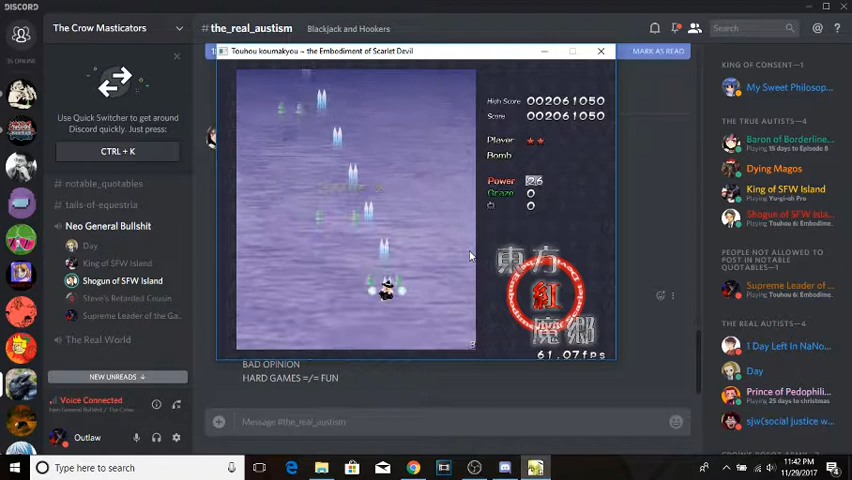 DISCORD
The Crow Masticators
# the_real_austism
Blackjack and Hookers
Search
MARK AS READ
Touhou koumakyou ~ the Embodiment of Scarlet Devil
35 ONLINE
Use Quick Switcher to get around
Discord quickly. Just press:
CTRL + K
notable_quotables
tails-of-equestria
Neo General Bullshit
Day
King of SFW Island
Shogun of SFW Island
Steve's Retarded Cousin
Supreme Leader of the Ga...
The Real World
NEW UNREADS ↓
Voice Connected
Neo General Bullshit / The Crow...
Outlaw
High Score 002061050
Score 002061050
Player ★★
Bomb
Power 26
Graze 0
0
東方
紅
魔郷
61.07fps
BAD OPINION
HARD GAMES =/= FUN
Message #the_real_austism
KING OF CONSENT—1
My Sweet Philosop...
THE TRUE AUTISTS—4
Baron of Borderline...
Playing 15 days to Episode 8
Dying Magos
King of SFW Island
Playing Yu-gi-oh Pro
Shogun of SFW Isla...
Playing Touhou 6: Embodime...
PEOPLE NOT ALLOWED TO
POST IN NOTABLE
QUOTABLES—1
Supreme Leader of ...
Playing Touhou 6: Embodime...
THE REAL AUTISTS—4
1 Day Left In NaNo...
Day
Prince of Pedophili...
Playing 25 days to christmas
sjw(social justice w...
Type here to search
11:42 PM
11/29/2017